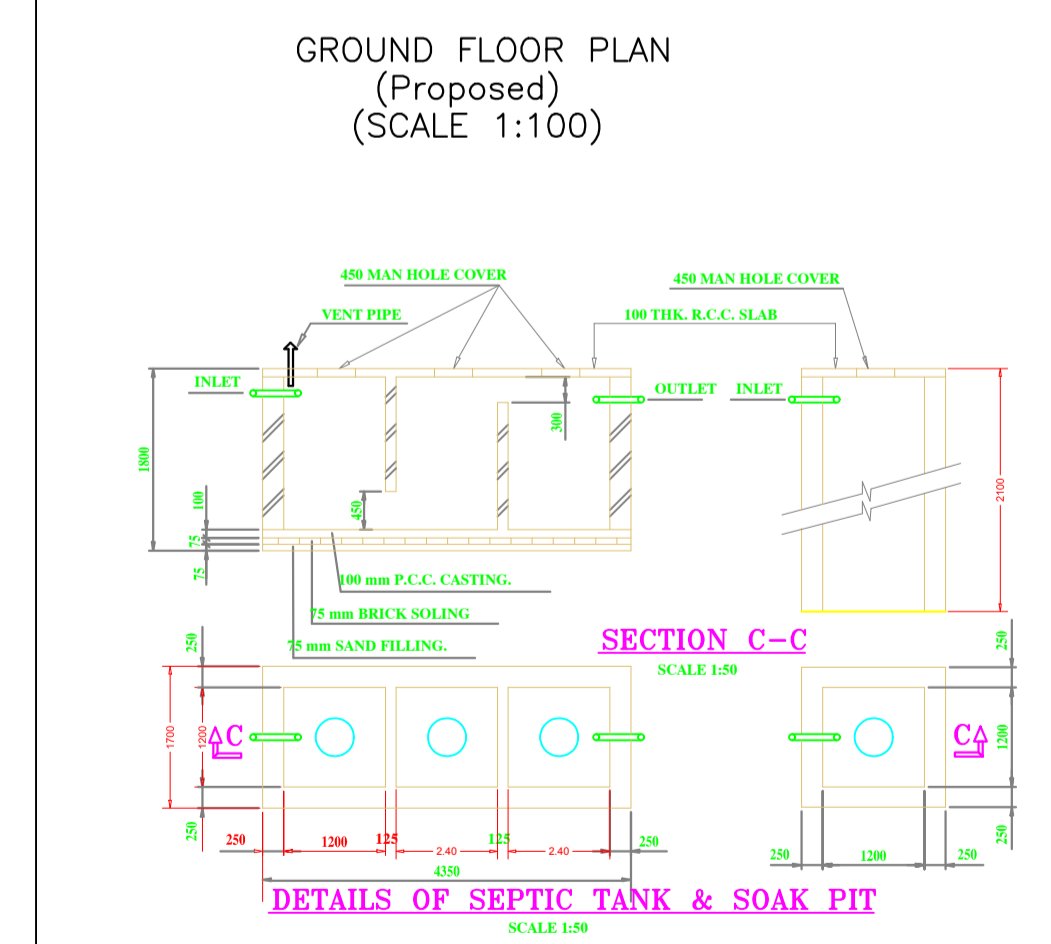 GROUND FLOOR PLAN
(Proposed)
(SCALE 1:100)
450 MAN HOLE COVER
450 MAN HOLE COVER
VENT PIPE
100 THK. R.C.C. SLAB
INLET
OUTLET
INLET
300
1800
2100
100
450
75
75
100 mm P.C.C. CASTING.
75 mm BRICK SOLING
75 mm SAND FILLING.
SECTION C-C
SCALE 1:50
250
250
1700
1200
C
C
1200
250
250
250
1200
125
2.40
125
2.40
250
250
1200
250
4350
DETAILS OF SEPTIC TANK & SOAK PIT
SCALE 1:50